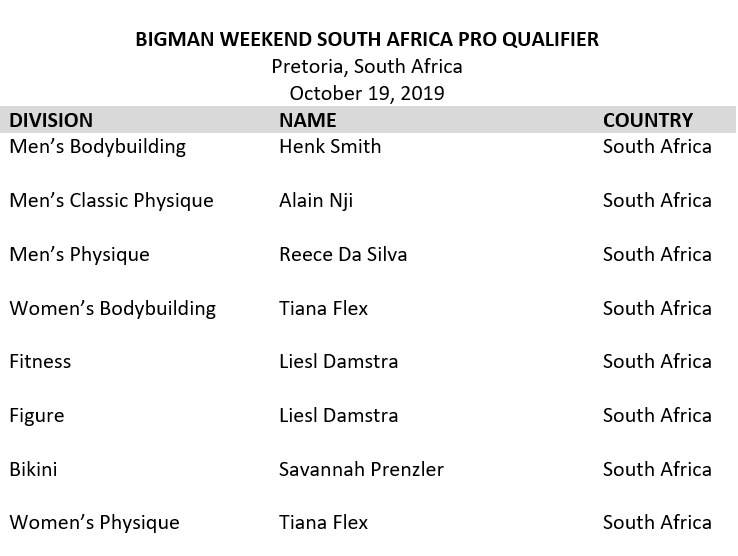 BIGMAN WEEKEND SOUTH AFRICA PRO QUALIFIER
Pretoria, South Africa
October 19, 2019
DIVISION NAME COUNTRY
Men’s Bodybuilding Henk Smith South Africa
Men’s Classic Physique Alain Nji South Africa
Men’s Physique Reece Da Silva South Africa
Women’s Bodybuilding Tiana Flex South Africa
Fitness Liesl Damstra South Africa
Figure Liesl Damstra South Africa
Bikini Savannah Prenzler South Africa
Women’s Physique Tiana Flex South Africa